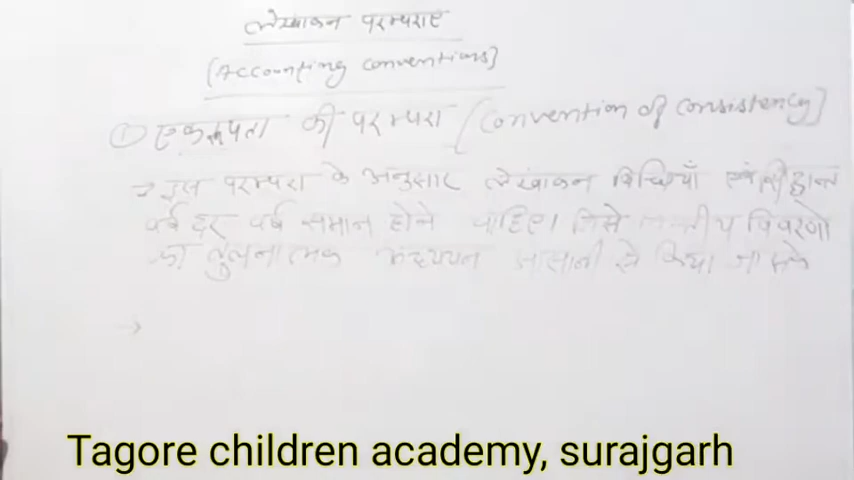 लेखाकन परम्पराए
(Accounting conventions)
① एकरूपता की परम्परा (convention of consistency)
→ इस परम्परा के अनुसार लेखाकन विधियाँ एवं सिद्धान्त
वर्ष दर वर्ष समान होने चाहिए। जिसे विवरणो
का तुलनात्मक अध्ययन आसानी से किया जा सके
→
Tagore children academy, surajgarh